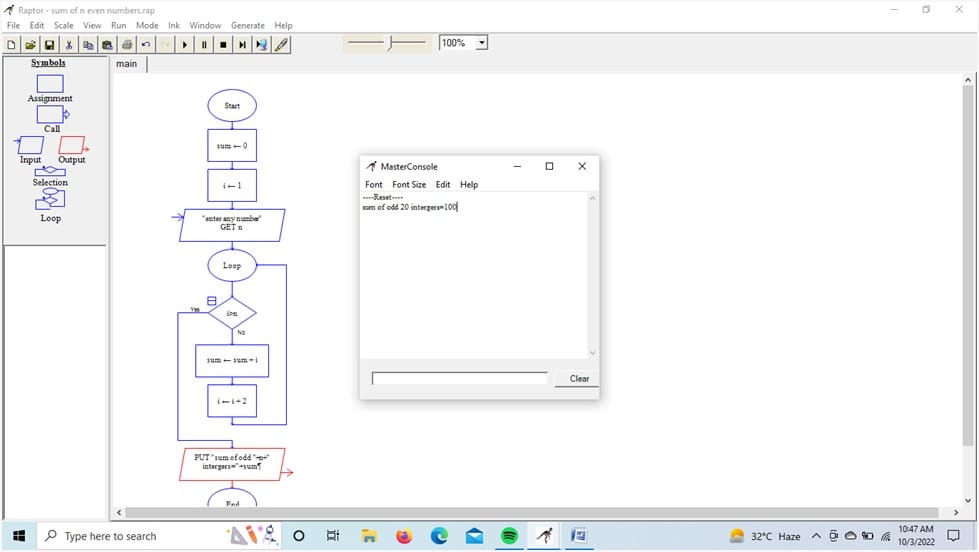 Raptor - sum of n even numbers.rap
File Edit Scale View Run Mode Ink Window Generate Help
100%
Symbols
main
Assignment
Call
Input Output
Selection
Loop
Start
sum ← 0
i ← 1
"enter any number"
GET n
Loop
Yes
i>n
No
sum ← sum + i
i ← i + 2
PUT "sum of odd "+n+"
intergers="+sum¶
End
MasterConsole
Font Font Size Edit Help
----Reset----
sum of odd 20 intergers=100
Clear
Type here to search
32°C Haze
10:47 AM
10/3/2022